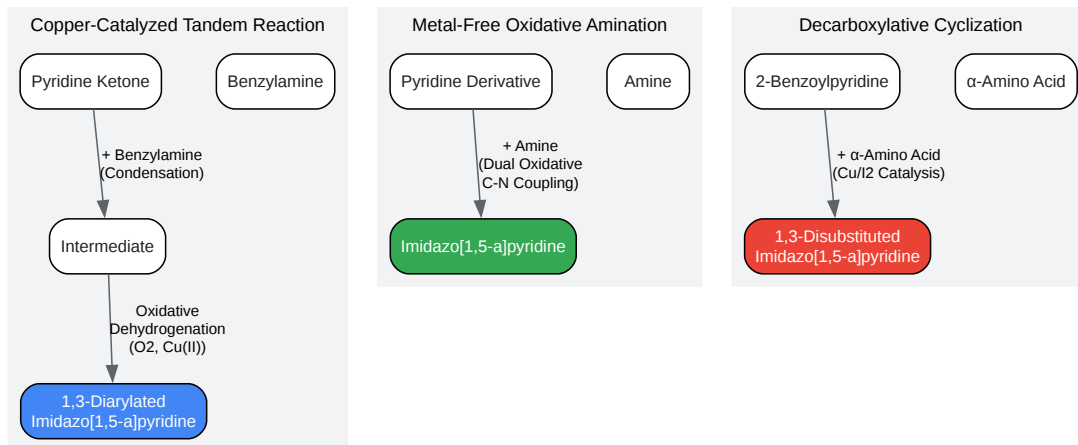 Copper-Catalyzed Tandem Reaction
Pyridine Ketone
Benzylamine
+ Benzylamine
(Condensation)
Intermediate
Oxidative
Dehydrogenation
(O2, Cu(II))
1,3-Diarylated
Imidazo[1,5-a]pyridine
Metal-Free Oxidative Amination
Pyridine Derivative
Amine
+ Amine
(Dual Oxidative
C-N Coupling)
Imidazo[1,5-a]pyridine
Decarboxylative Cyclization
2-Benzoylpyridine
α-Amino Acid
+ α-Amino Acid
(Cu/I2 Catalysis)
1,3-Disubstituted
Imidazo[1,5-a]pyridine